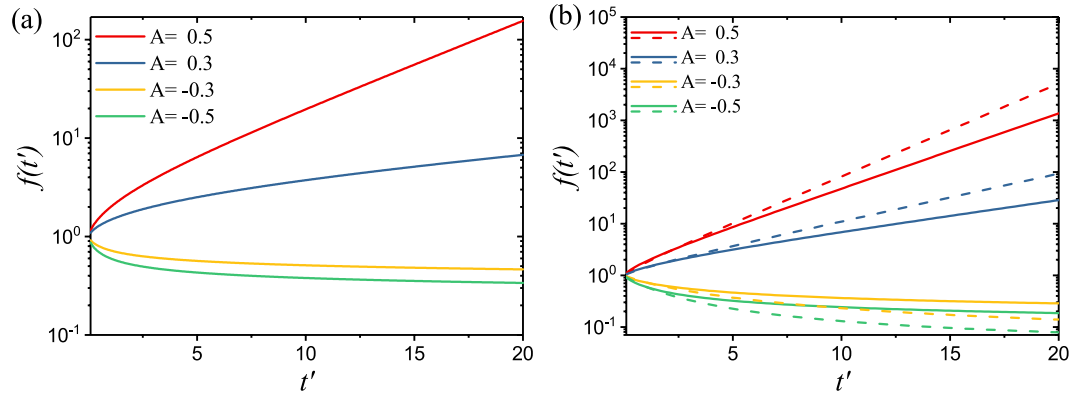 (a)
10²
10¹
10⁰
10⁻¹
f(t')
A= 0.5
A= 0.3
A= -0.3
A= -0.5
5
10
15
20
t'
(b)
10⁵
10⁴
10³
10²
10¹
10⁰
10⁻¹
f(t')
A= 0.5
A= 0.3
A= -0.3
A= -0.5
5
10
15
20
t'